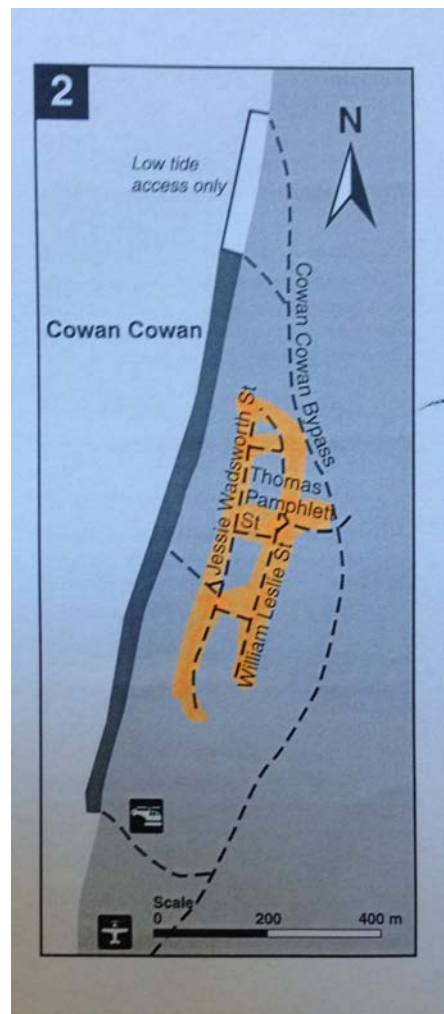 2
N
Low tide
access only
Cowan Cowan
Cowan Cowan Bypass
Jessie Wadsworth St
Thomas
Pamphlett
St
William Leslie St
Scale
0 200 400 m